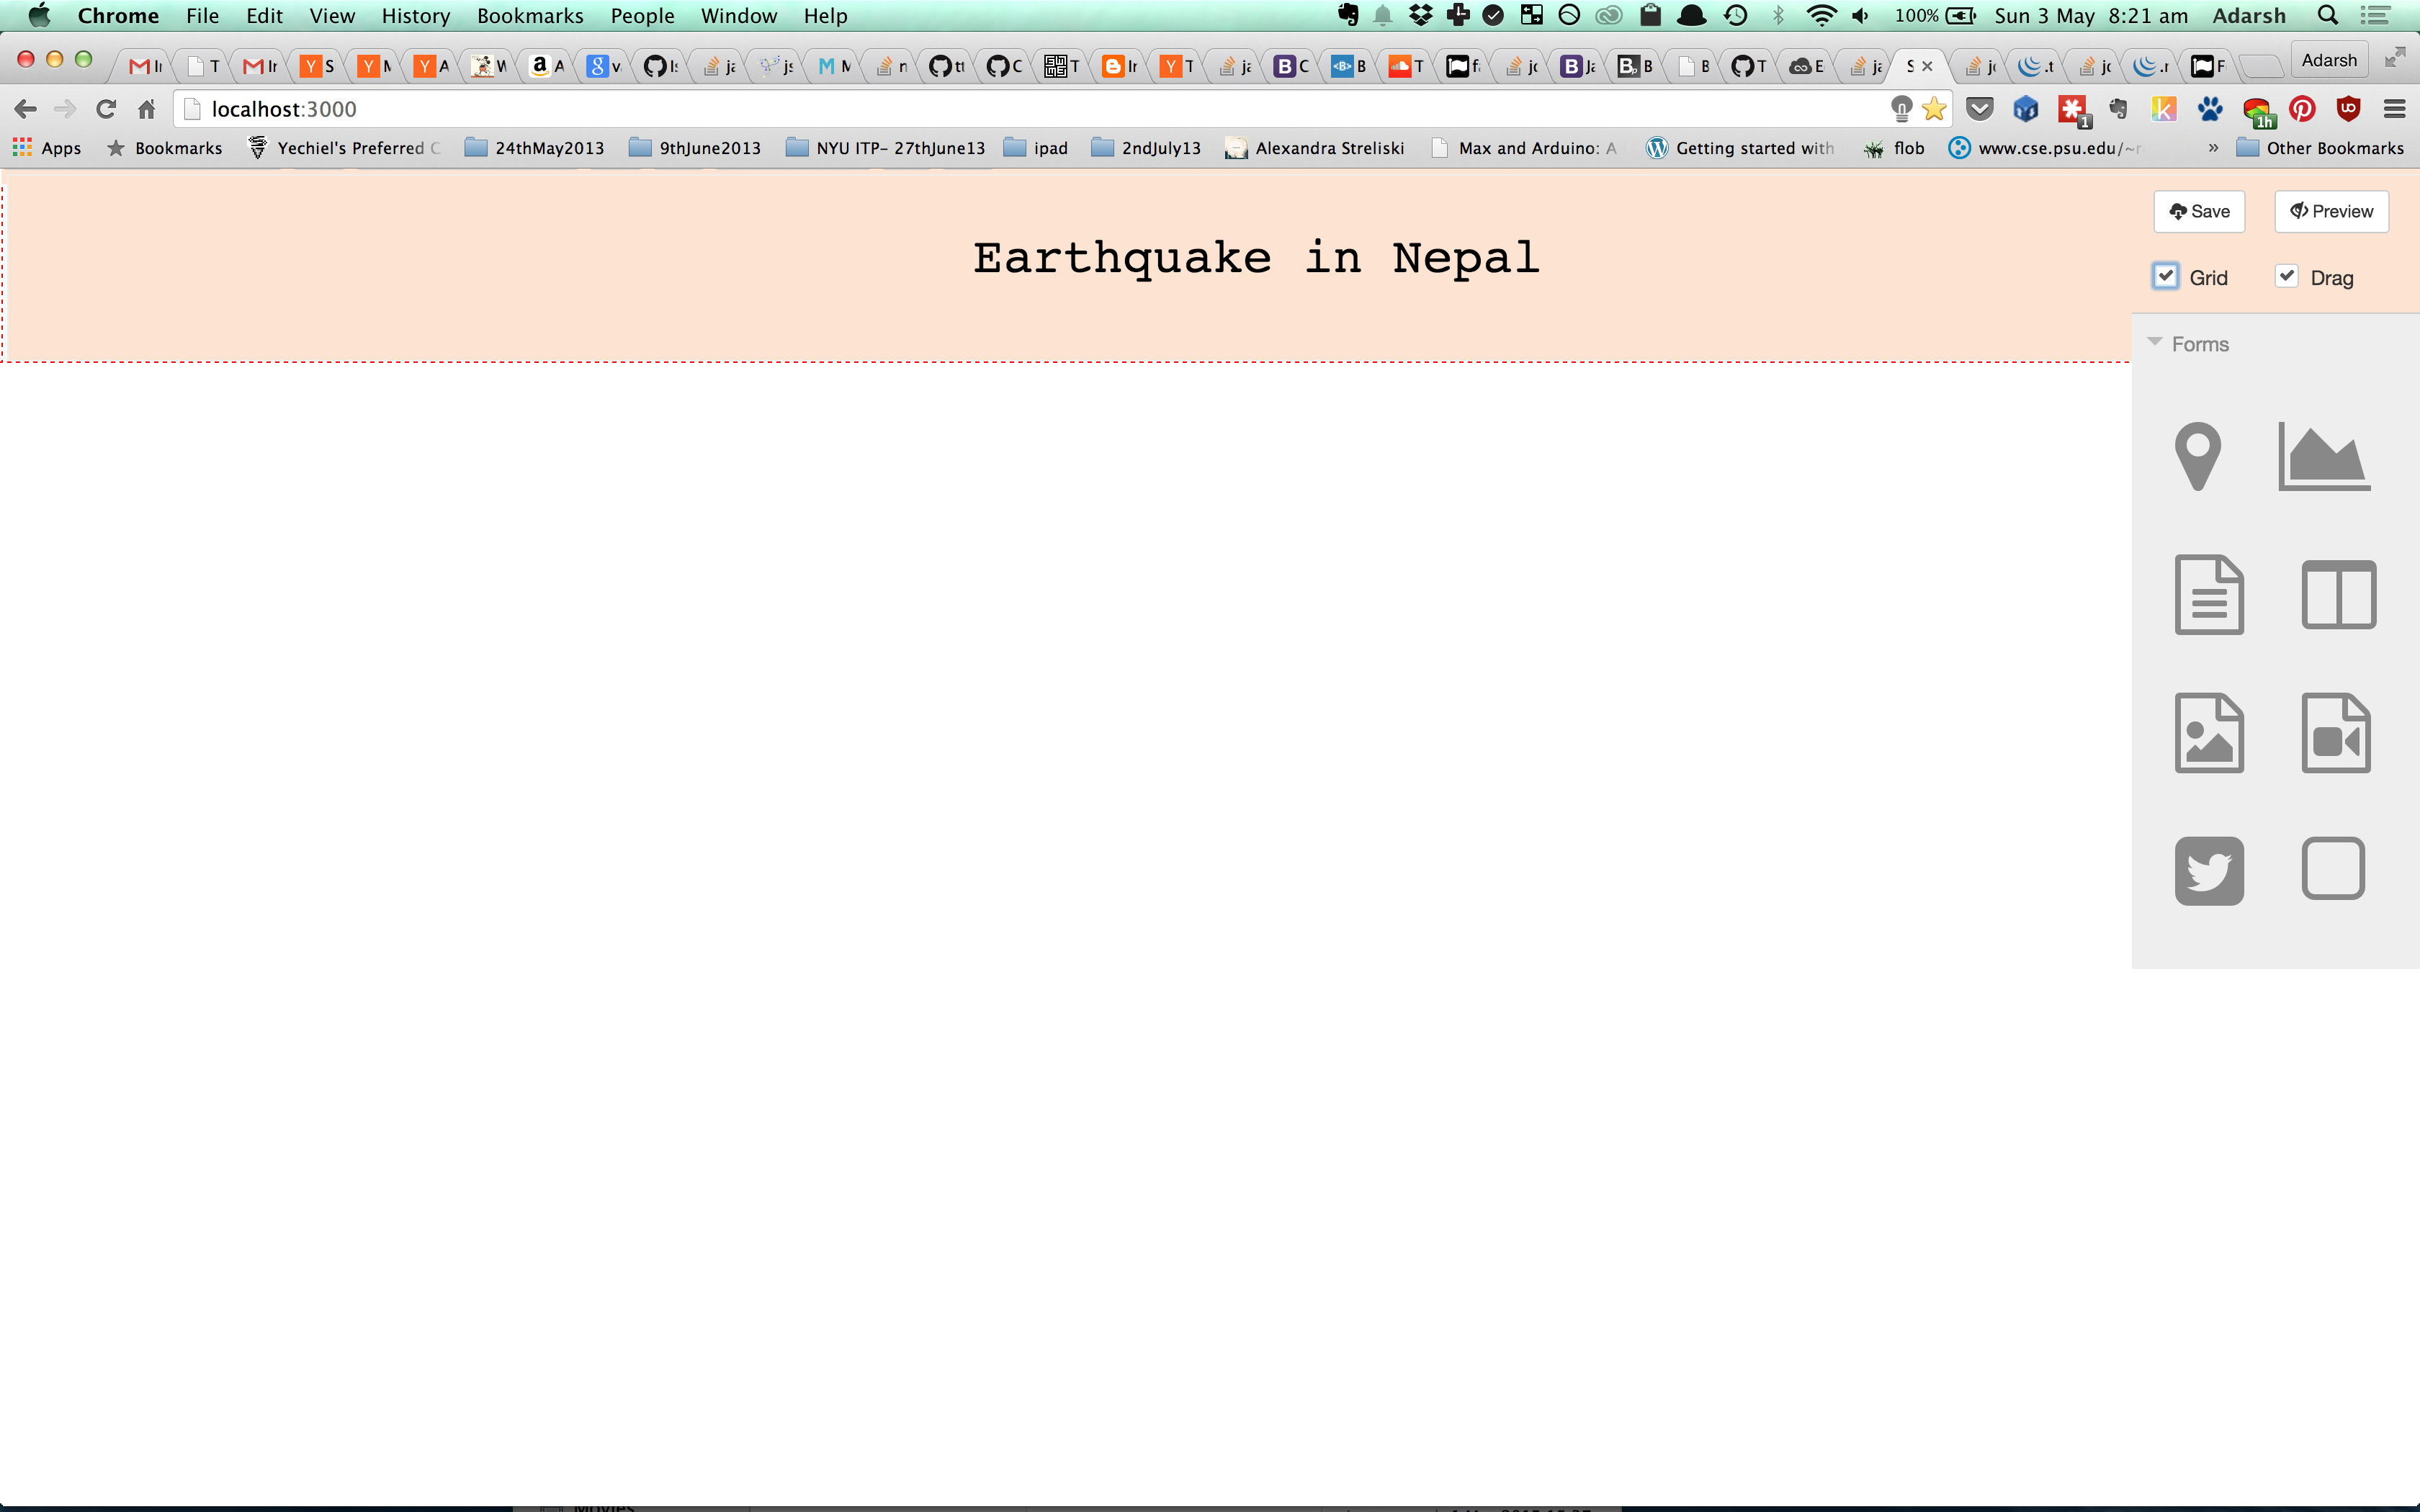 Chrome File Edit View History Bookmarks People Window Help 100% Sun 3 May 8:21 am Adarsh
Adarsh
localhost:3000
1
1h
Apps Bookmarks Yechiel's Preferred 24thMay2013 9thJune2013 NYU ITP- 27thJune13 ipad 2ndJuly13 Alexandra Streliski Max and Arduino: A Getting started with flob www.cse.psu.edu/~r » Other Bookmarks
Save Preview
Earthquake in Nepal
Grid Drag
Forms